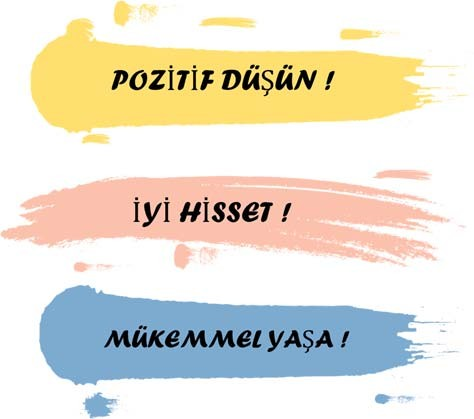 POZİTİF DÜŞÜN !
İYİ HİSSET !
MÜKEMMEL YAŞA !